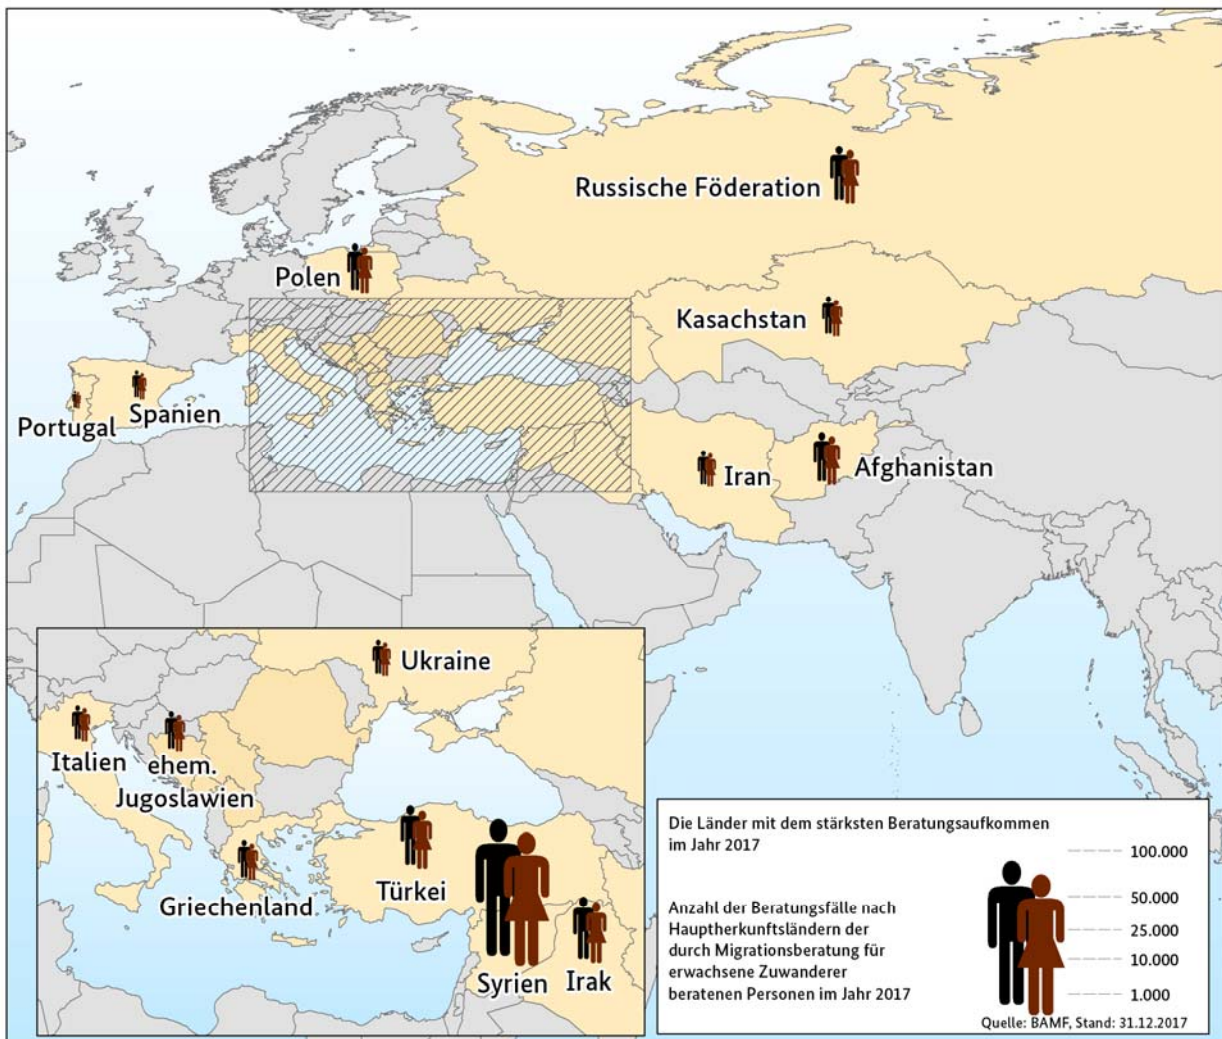 Russische Föderation
Polen
Kasachstan
Portugal
Spanien
Iran
Afghanistan
Ukraine
Italien
ehem.
Jugoslawien
Griechenland
Türkei
Syrien
Irak
Die Länder mit dem stärksten Beratungsaufkommen
im Jahr 2017
Anzahl der Beratungsfälle nach
Hauptherkunftsländern der
durch Migrationsberatung für
erwachsene Zuwanderer
beratenen Personen im Jahr 2017
100.000
50.000
25.000
10.000
1.000
Quelle: BAMF, Stand: 31.12.2017